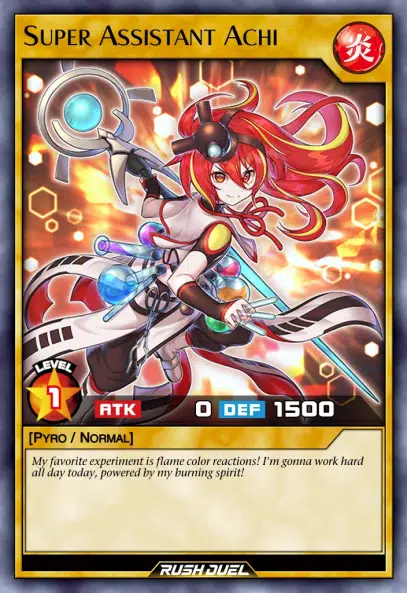 Super Assistant Achi
炎
LEVEL
1
ATK 0 DEF 1500
[Pyro / Normal]
My favorite experiment is flame color reactions! I'm gonna work hard
all day today, powered by my burning spirit!
RUSH DUEL